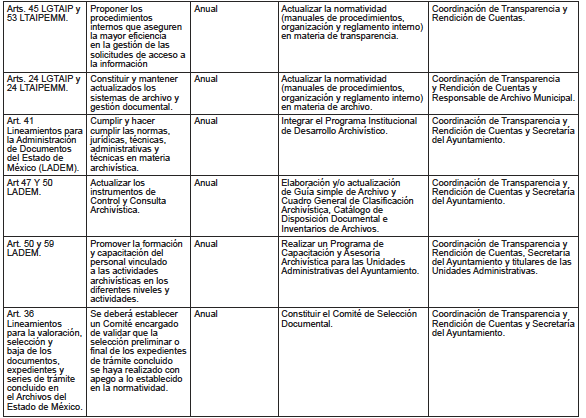 Arts. 45 LGTAIP y
53 LTAIPEMM.
Proponer los
procedimientos
internos que aseguren
la mayor eficiencia
en la gestión de las
solicitudes de acceso a
la información
Anual
Actualizar la normatividad
(manuales de procedimientos,
organización y reglamento interno)
en materia de transparencia.
Coordinación de Transparencia y
Rendición de Cuentas.
Arts. 24 LGTAIP y
24 LTAIPEMM.
Constituir y mantener
actualizados los
sistemas de archivo y
gestión documental.
Anual
Actualizar la normatividad
(manuales de procedimientos,
organización y reglamento interno)
en materia de archivo.
Coordinación de Transparencia
y Rendición de Cuentas y
Responsable de Archivo Municipal.
Art. 41
Lineamientos para
la Administración
de Documentos
del Estado de
México (LADEM).
Cumplir y hacer
cumplir las normas,
jurídicas, técnicas,
administrativas y
técnicas en materia
archivística.
Anual
Integrar el Programa Institucional
de Desarrollo Archivístico.
Coordinación de Transparencia y
Rendición de Cuentas y Secretaría
del Ayuntamiento.
Art 47 Y 50
LADEM.
Actualizar los
instrumentos de
Control y Consulta
Archivística.
Anual
Elaboración y/o actualización
de Guía simple de Archivo y
Cuadro General de Clasificación
Archivística, Catálogo de
Disposición Documental e
Inventarios de Archivos.
Coordinación de Transparencia y
Rendición de Cuentas y Secretaría
del Ayuntamiento.
Art. 50 y 59
LADEM.
Promover la formación
y capacitación del
personal vinculado
a las actividades
archivísticas en los
diferentes niveles y
actividades.
Anual
Realizar un Programa de
Capacitación y Asesoría
Archivística para las Unidades
Administrativas del Ayuntamiento.
Coordinación de Transparencia y
Rendición de Cuentas, Secretaría
del Ayuntamiento y titulares de las
Unidades Administrativas.
Art. 36
Lineamientos
para la valoración,
selección y
baja de los
documentos,
expedientes y
series de trámite
concluido en
el Archivos del
Estado de México.
Se deberá establecer
un Comité encargado
de validar que la
selección preliminar o
final de los expedientes
de trámite concluido
se haya realizado con
apego a lo establecido
en la normatividad.
Anual
Constituir el Comité de Selección
Documental.
Coordinación de Transparencia y
Rendición de Cuentas y Secretaría
del Ayuntamiento.